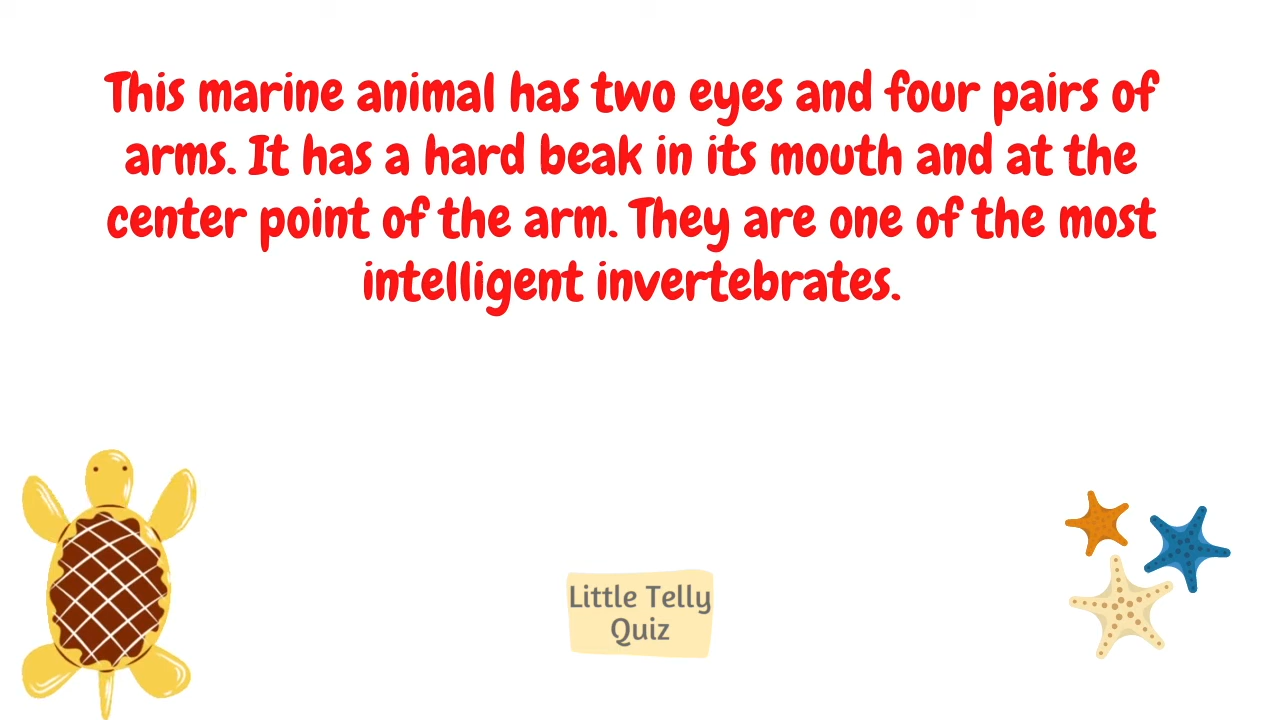 This marine animal has two eyes and four pairs of
arms. It has a hard beak in its mouth and at the
center point of the arm. They are one of the most
intelligent invertebrates.
Little Telly
Quiz